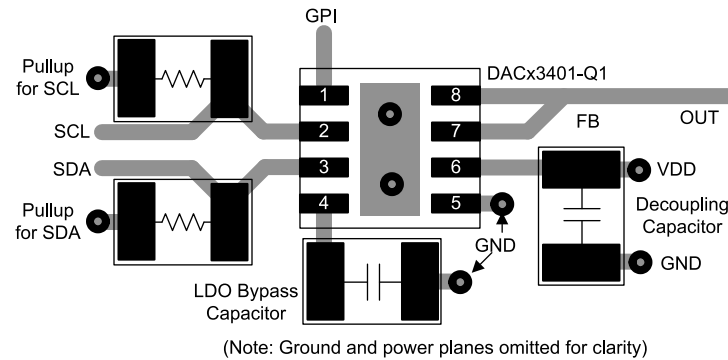 GPI
DACx3401-Q1
Pullup
for SCL
1
8
SCL
2
7
FB
OUT
SDA
3
6
VDD
Pullup
for SDA
4
5
Decoupling
Capacitor
GND
GND
LDO Bypass
Capacitor
(Note: Ground and power planes omitted for clarity)